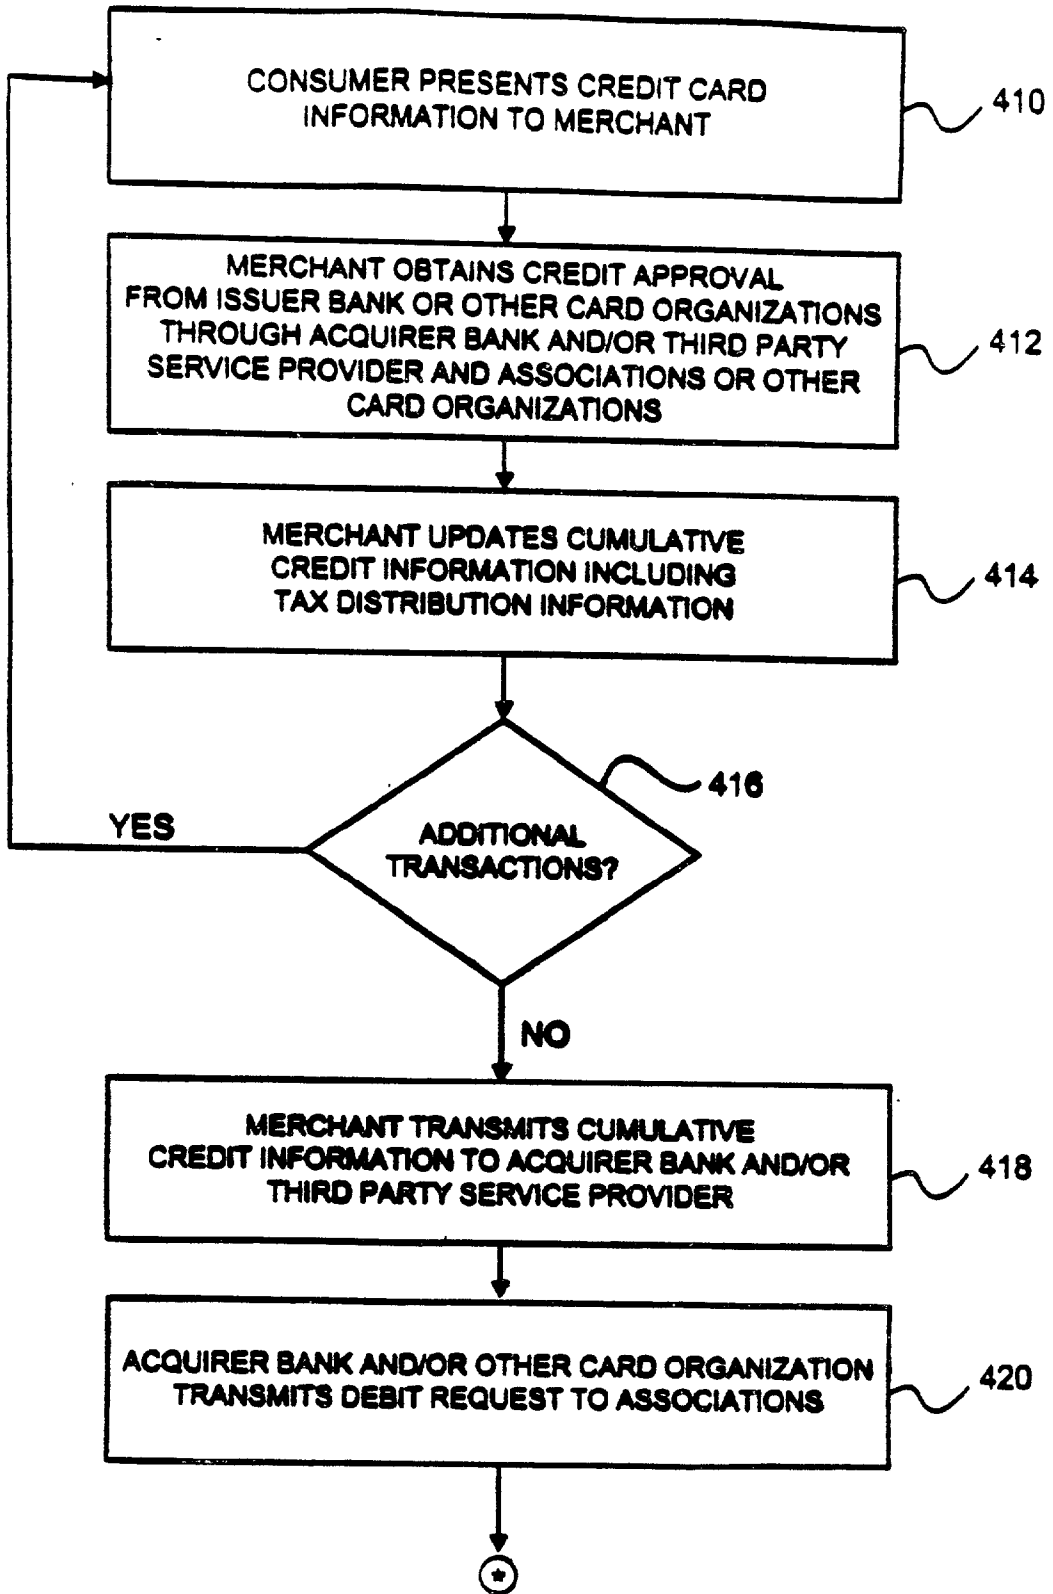 CONSUMER PRESENTS CREDIT CARD
INFORMATION TO MERCHANT
410
MERCHANT OBTAINS CREDIT APPROVAL
FROM ISSUER BANK OR OTHER CARD ORGANIZATIONS
THROUGH ACQUIRER BANK AND/OR THIRD PARTY
SERVICE PROVIDER AND ASSOCIATIONS OR OTHER
CARD ORGANIZATIONS
412
MERCHANT UPDATES CUMULATIVE
CREDIT INFORMATION INCLUDING
TAX DISTRIBUTION INFORMATION
414
416
YES
ADDITIONAL
TRANSACTIONS?
NO
MERCHANT TRANSMITS CUMULATIVE
CREDIT INFORMATION TO ACQUIRER BANK AND/OR
THIRD PARTY SERVICE PROVIDER
418
ACQUIRER BANK AND/OR OTHER CARD ORGANIZATION
TRANSMITS DEBIT REQUEST TO ASSOCIATIONS
420
*